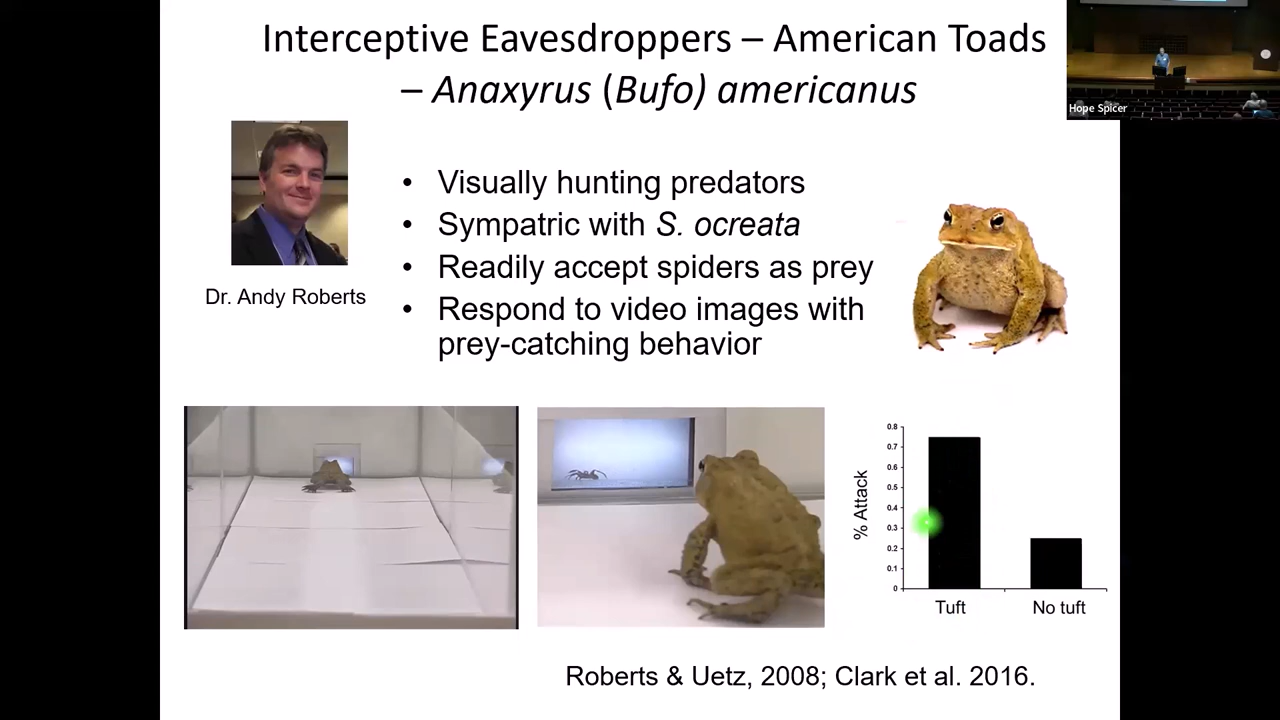 Interceptive Eavesdroppers – American Toads
– Anaxyrus (Bufo) americanus
Hope Spicer
Dr. Andy Roberts
• Visually hunting predators
• Sympatric with S. ocreata
• Readily accept spiders as prey
• Respond to video images with
prey-catching behavior
% Attack
0.8
0.7
0.6
0.5
0.4
0.3
0.2
0.1
0
Tuft
No tuft
Roberts & Uetz, 2008; Clark et al. 2016.